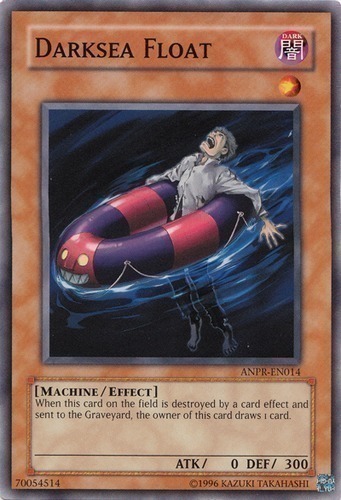 DARKSEA FLOAT
DARK
闇
ANPR-EN014
[MACHINE/EFFECT]
When this card on the field is destroyed by a card effect and
sent to the Graveyard, the owner of this card draws 1 card.
ATK/ 0 DEF/ 300
70054514
©1996 KAZUKI TAKAHASHI